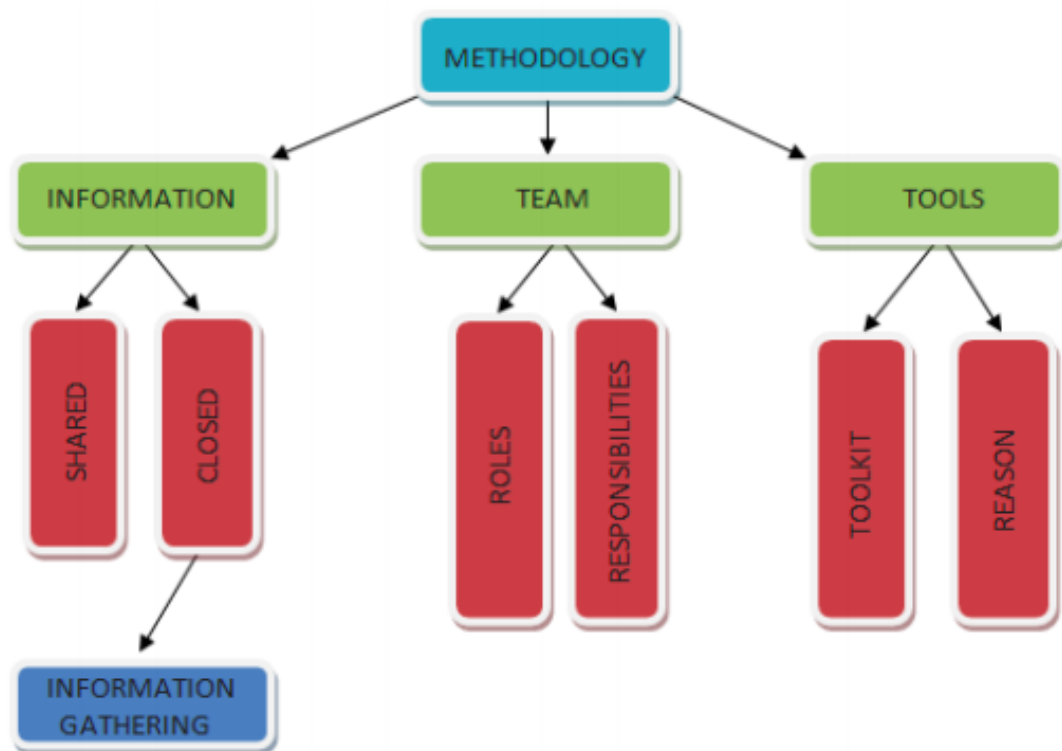 METHODOLOGY
INFORMATION
TEAM
TOOLS
SHARED
CLOSED
ROLES
RESPONSIBILITIES
TOOLKIT
REASON
INFORMATION
GATHERING